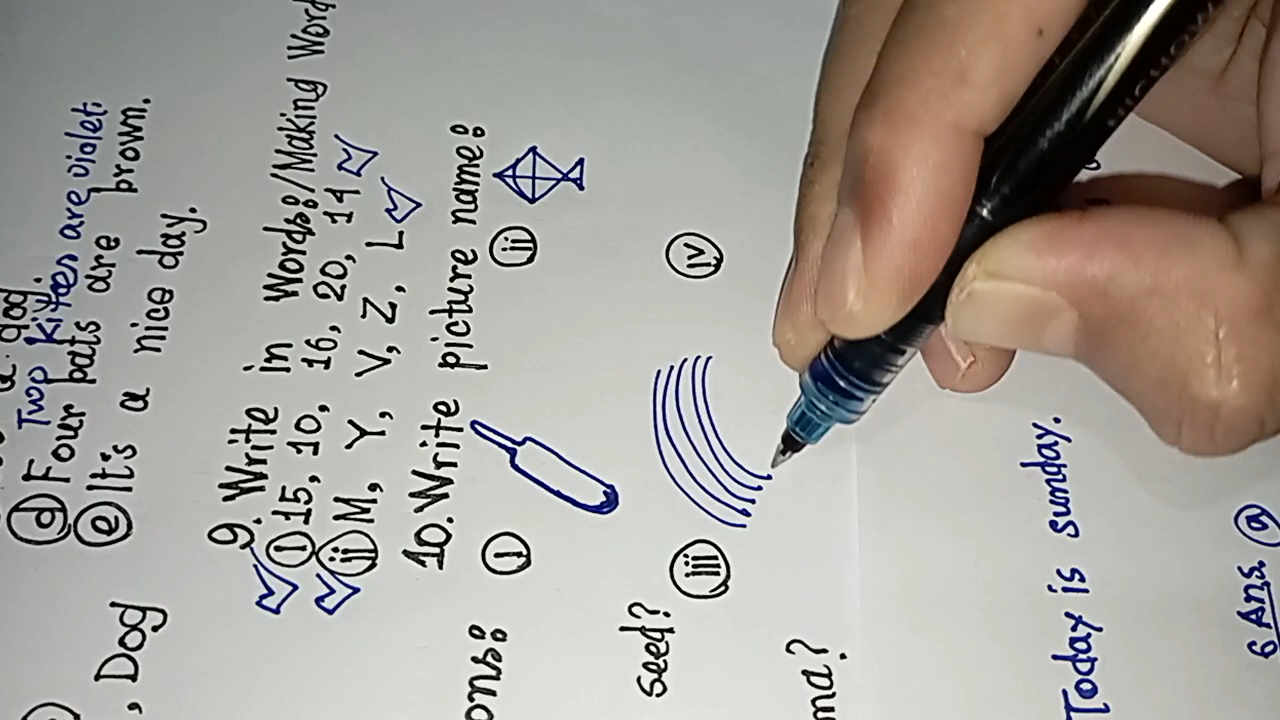 a dog
Two kites are violet.
(d) Four bats are brown.
(e) It's a nice day.
, Dog
9. Write in Words:/Making Word
(i) 15, 10, 16, 20, 14
(ii) M, Y, V, Z, L
10. Write picture name:
ons:
(i) (ii)
seed?
(iii) (iv)
ma?
Today is sunday.
6 Ans. (a)